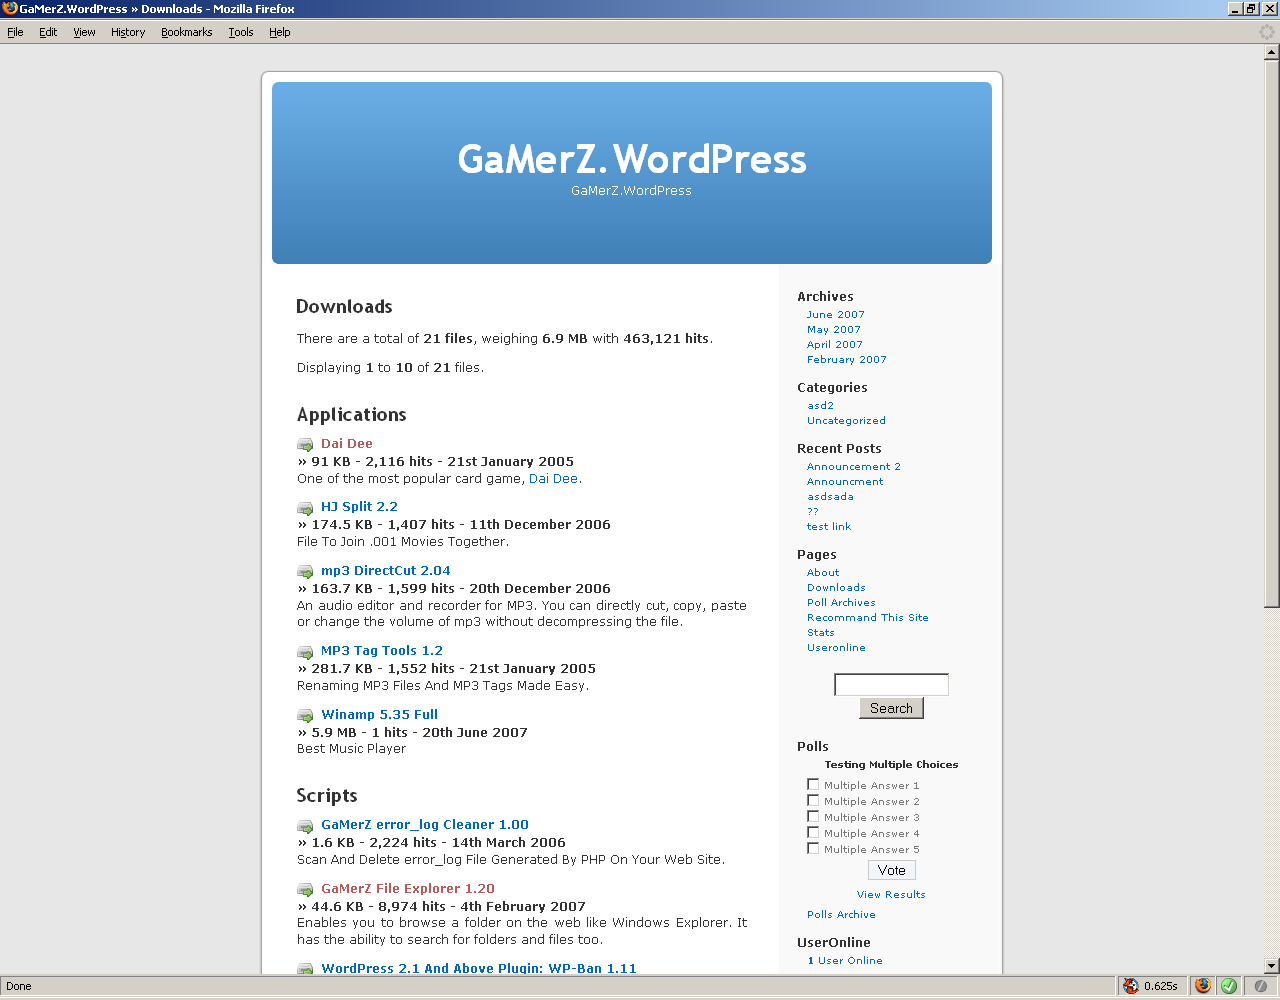 GaMerZ.WordPress » Downloads - Mozilla Firefox
File Edit View History Bookmarks Tools Help
GaMerZ.WordPress
GaMerZ.WordPress
Downloads
There are a total of 21 files, weighing 6.9 MB with 463,121 hits.
Displaying 1 to 10 of 21 files.
Applications
Dai Dee
» 91 KB - 2,116 hits - 21st January 2005
One of the most popular card game, Dai Dee.
HJ Split 2.2
» 174.5 KB - 1,407 hits - 11th December 2006
File To Join .001 Movies Together.
mp3 DirectCut 2.04
» 163.7 KB - 1,599 hits - 20th December 2006
An audio editor and recorder for MP3. You can directly cut, copy, paste
or change the volume of mp3 without decompressing the file.
MP3 Tag Tools 1.2
» 281.7 KB - 1,552 hits - 21st January 2005
Renaming MP3 Files And MP3 Tags Made Easy.
Winamp 5.35 Full
» 5.9 MB - 1 hits - 20th June 2007
Best Music Player
Scripts
GaMerZ error_log Cleaner 1.00
» 1.6 KB - 2,224 hits - 14th March 2006
Scan And Delete error_log File Generated By PHP On Your Web Site.
GaMerZ File Explorer 1.20
» 44.6 KB - 8,974 hits - 4th February 2007
Enables you to browse a folder on the web like Windows Explorer. It
has the ability to search for folders and files too.
WordPress 2.1 And Above Plugin: WP-Ban 1.11
Archives
June 2007
May 2007
April 2007
February 2007
Categories
asd2
Uncategorized
Recent Posts
Announcement 2
Announcment
asdsada
??
test link
Pages
About
Downloads
Poll Archives
Recommand This Site
Stats
Useronline
Search
Polls
Testing Multiple Choices
Multiple Answer 1
Multiple Answer 2
Multiple Answer 3
Multiple Answer 4
Multiple Answer 5
Vote
View Results
Polls Archive
UserOnline
1 User Online
Done
0.625s